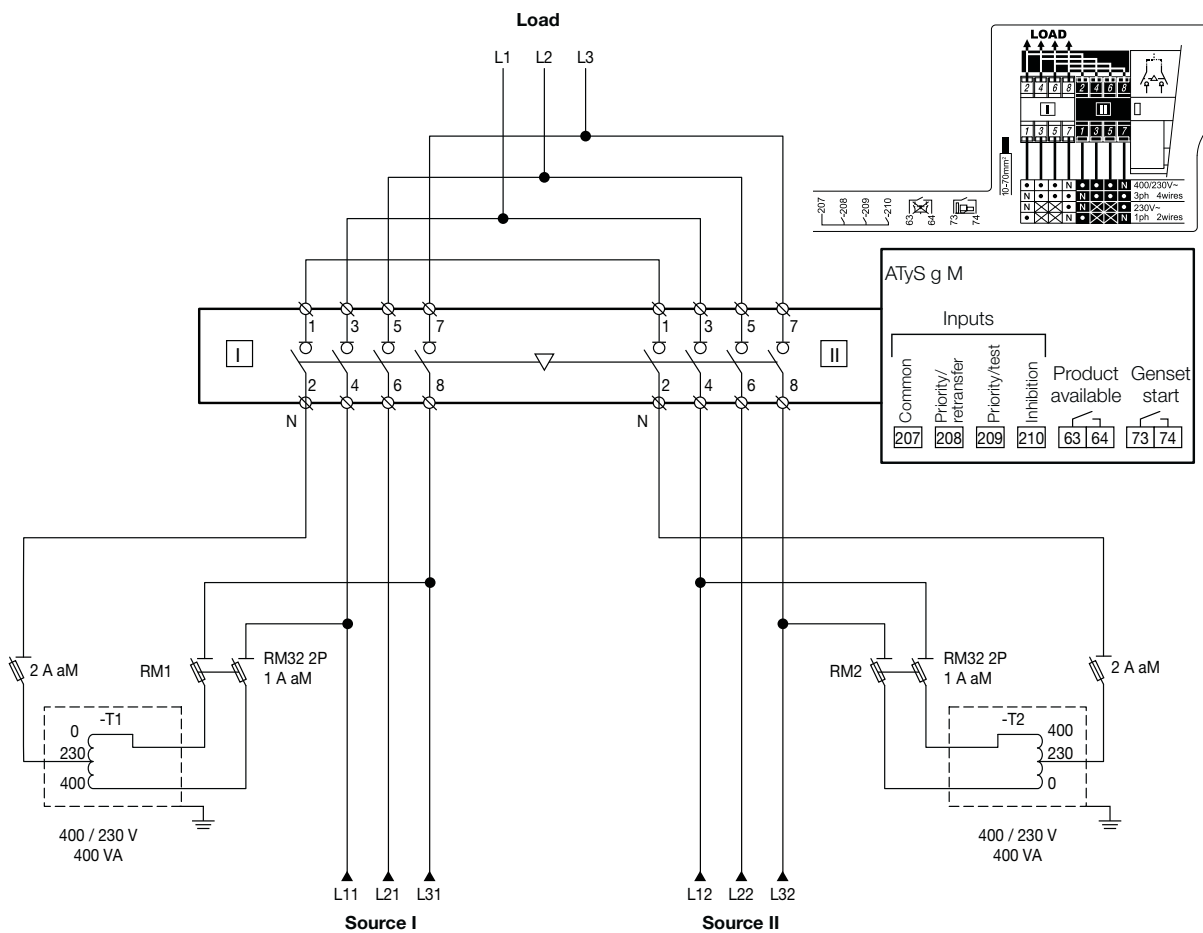 Load
L1 L2 L3
LOAD
2 4 6 8 2 4 6 8
I II
1 3 5 7 1 3 5 7
10-70mm²
N N 400/230V~
N N 3ph 4wires
N N 230V~
N N 1ph 2wires
207 208 209 210 63 64 73 74
ATyS g M
Inputs
Common
Priority/
retransfer
Priority/test
Inhibition
Product
available
Genset
start
207 208 209 210 63 64 73 74
1 3 5 7 1 3 5 7
I II
2 4 6 8 2 4 6 8
N N
2 A aM
RM1
RM32 2P
1 A aM
RM2
RM32 2P
1 A aM
2 A aM
-T1
0
230
400
-T2
400
230
0
400 / 230 V
400 VA
400 / 230 V
400 VA
L11 L21 L31 L12 L22 L32
Source I Source II